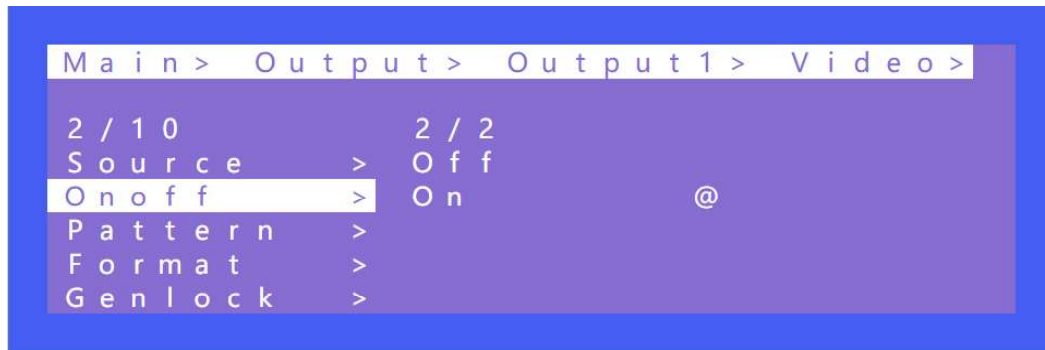 Main> Output> Output1> Video>
2/10 2/2
Source > Off
Onoff > On @
Pattern >
Format >
Genlock >